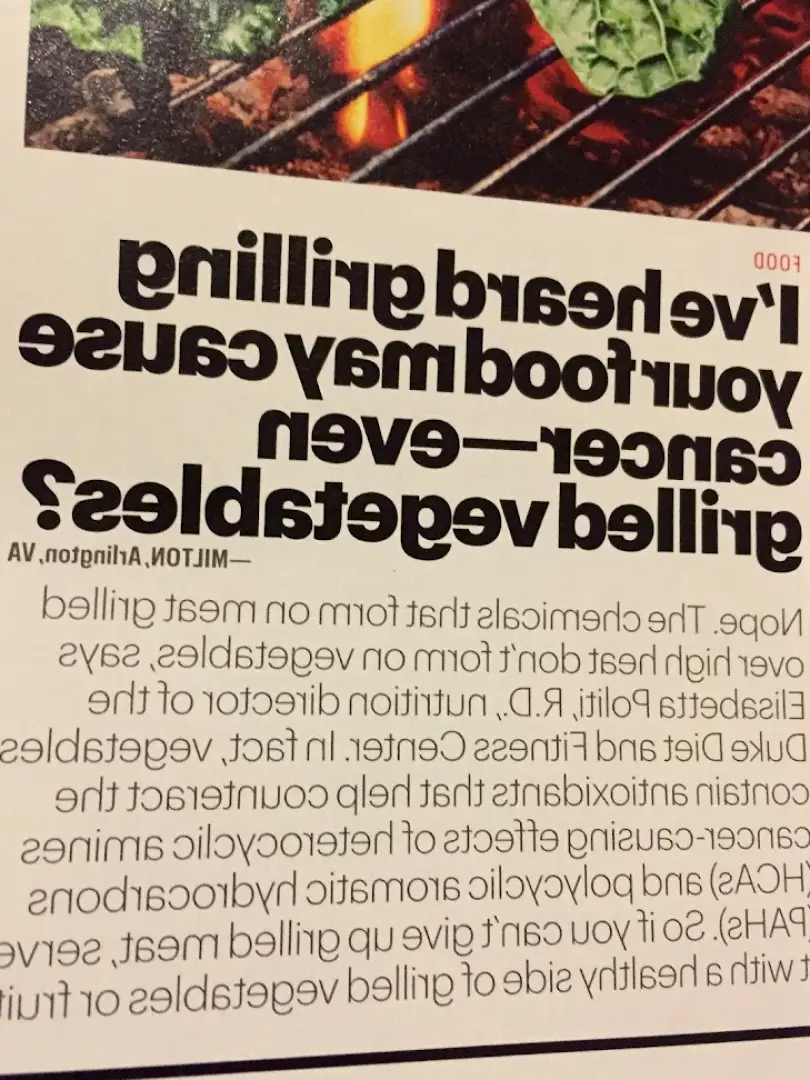 FOOD
I've heard grilling
your food may cause
cancer—even
grilled vegetables?
—MILTON, Arlington, VA
Nope. The chemicals that form on meat grilled
over high heat don't form on vegetables, says
Elisabetta Politi, R.D., nutrition director of the
Duke Diet and Fitness Center. In fact, vegetables
contain antioxidants that help counteract the
cancer-causing effects of heterocyclic amines
(HCAs) and polycyclic aromatic hydrocarbons
(PAHs). So if you can't give up grilled meat, serve
it with a healthy side of grilled vegetables or fruit